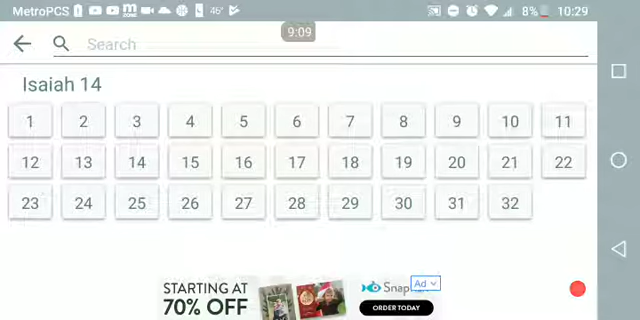 MetroPCS 46° 8% 10:29
9:09
Search
Isaiah 14
1 2 3 4 5 6 7 8 9 10 11
12 13 14 15 16 17 18 19 20 21 22
23 24 25 26 27 28 29 30 31 32
STARTING AT
70% OFF
Snap
Ad
ORDER TODAY